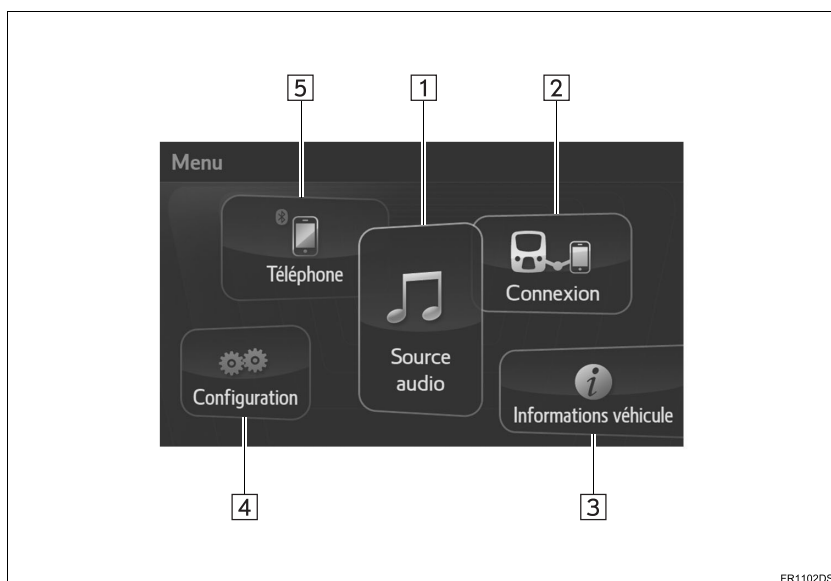 5
1
2
Menu
Téléphone
Connexion
Source
audio
Configuration
Informations véhicule
4
3
FR1102DS